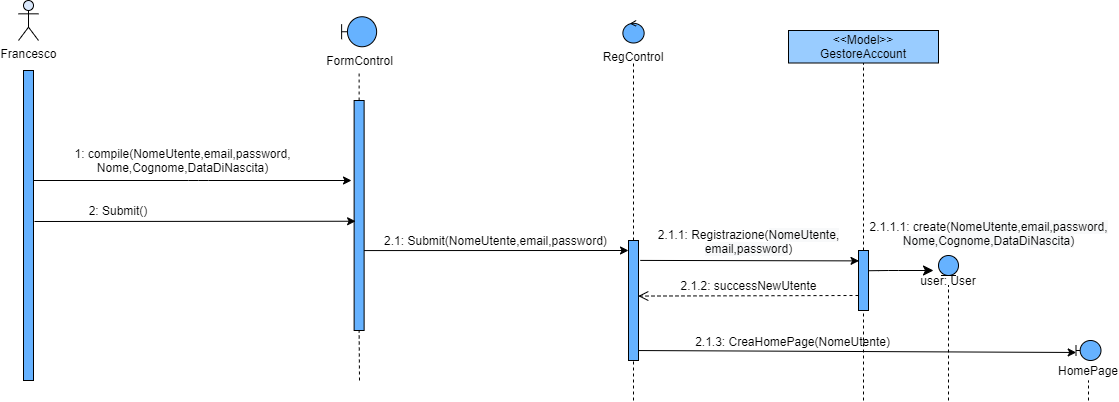 Francesco
FormControl
RegControl
<<Model>>
GestoreAccount
1: compile(NomeUtente,email,password,
Nome,Cognome,DataDiNascita)
2: Submit()
2.1: Submit(NomeUtente,email,password)
2.1.1: Registrazione(NomeUtente,
email,password)
2.1.1.1: create(NomeUtente,email,password,
Nome,Cognome,DataDiNascita)
user: User
2.1.2: successNewUtente
2.1.3: CreaHomePage(NomeUtente)
HomePage